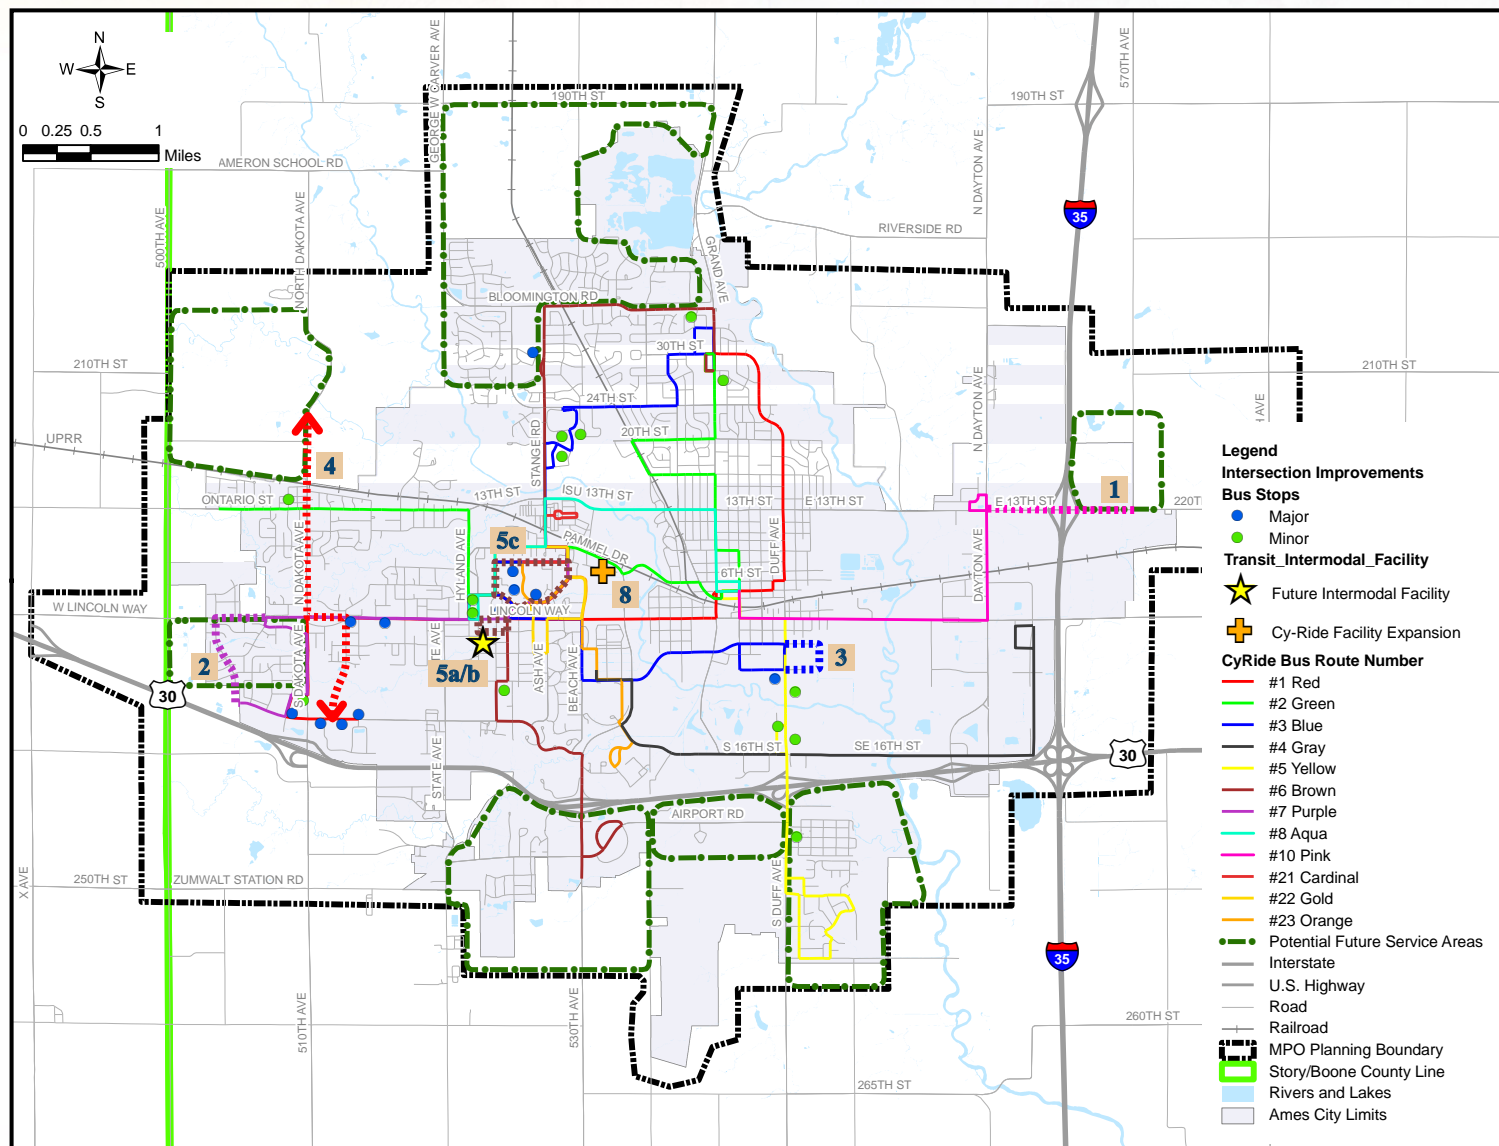 N
W E
S
0 0.25 0.5 1
Miles
190TH ST
190TH ST
570TH AVE
GEORGE W CARVER AVE
AMERON SCHOOL RD
N DAYTON AVE
500TH AVE
NORTH DAKOTA AVE
35
RIVERSIDE RD
GRAND AVE
BLOOMINGTON RD
30TH ST
210TH ST
210TH ST
N DAYTON AVE
24TH ST
H AVE
20TH ST
STANGE RD
UPRR
4
ONTARIO ST
13TH ST
ISU 13TH ST
13TH ST
E 13TH ST
E 13TH ST
1
220T
N DAKOTA AVE
HYLAND AVE
5c
PAMMEL DR
DUFF AVE
DAYTON AVE
6TH ST
8
W LINCOLN WAY
LINCOLN WAY
2
S DAKOTA AVE
TE AVE
5a/b
ASH AVE
BEACH AVE
3
30
30
STATE AVE
S 16TH ST
SE 16TH ST
AIRPORT RD
X AVE
250TH ST
ZUMWALT STATION RD
S DUFF AVE
35
510TH AVE
530TH AVE
260TH ST
265TH ST
Legend
Intersection Improvements
Bus Stops
Major
Minor
Transit_Intermodal_Facility
Future Intermodal Facility
Cy-Ride Facility Expansion
CyRide Bus Route Number
#1 Red
#2 Green
#3 Blue
#4 Gray
#5 Yellow
#6 Brown
#7 Purple
#8 Aqua
#10 Pink
#21 Cardinal
#22 Gold
#23 Orange
Potential Future Service Areas
Interstate
U.S. Highway
Road
Railroad
MPO Planning Boundary
Story/Boone County Line
Rivers and Lakes
Ames City Limits